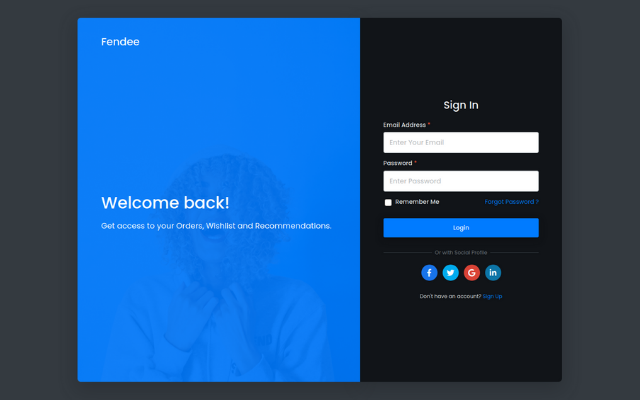 Fendee
Welcome back!
Get access to your Orders, Wishlist and Recommendations.
Sign In
Email Address *
Enter Your Email
Password *
Enter Password
Remember Me
Forgot Password ?
Login
Or with Social Profile
Don't have an account? Sign Up